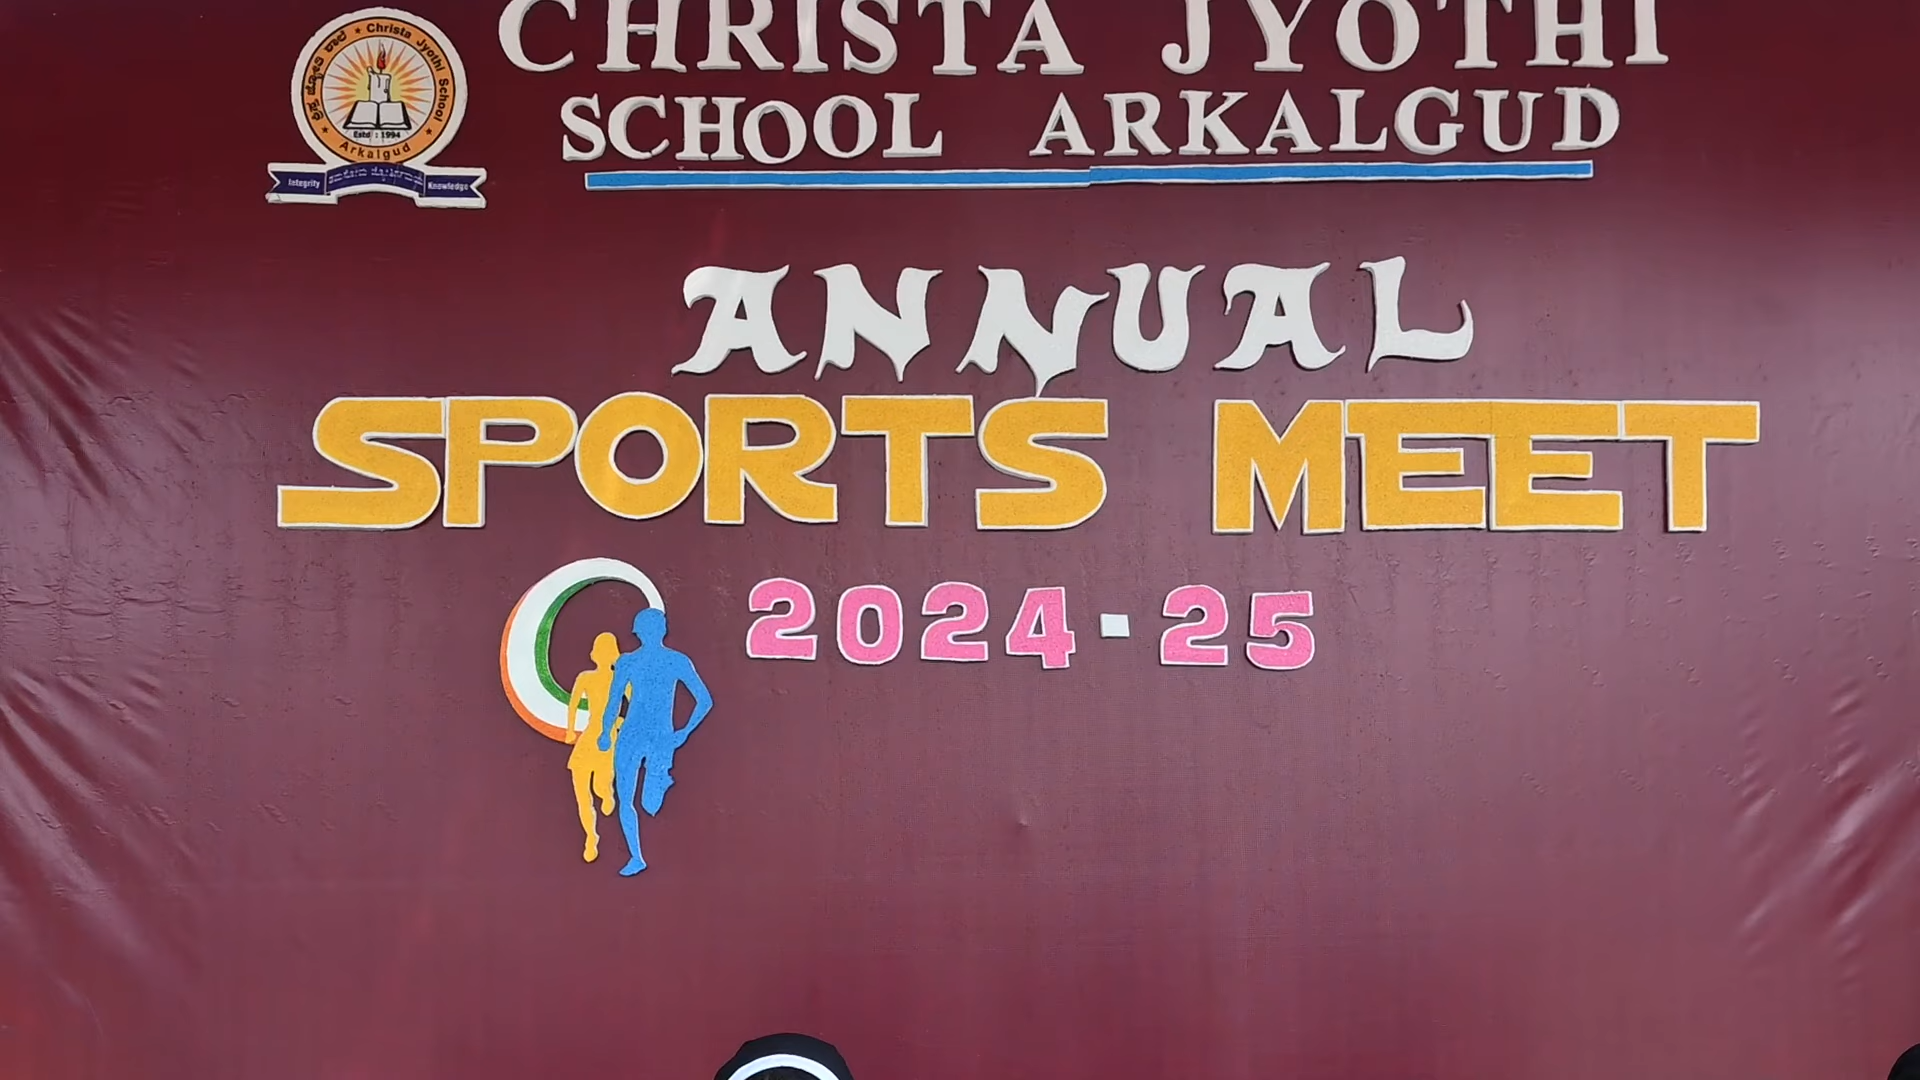 CHRISTA JYOTHI
SCHOOL ARKALGUD
Christa Jyothi School
Estd : 1994
Arkalgud
Integrity
Knowledge
ANNUAL
SPORTS MEET
2024-25